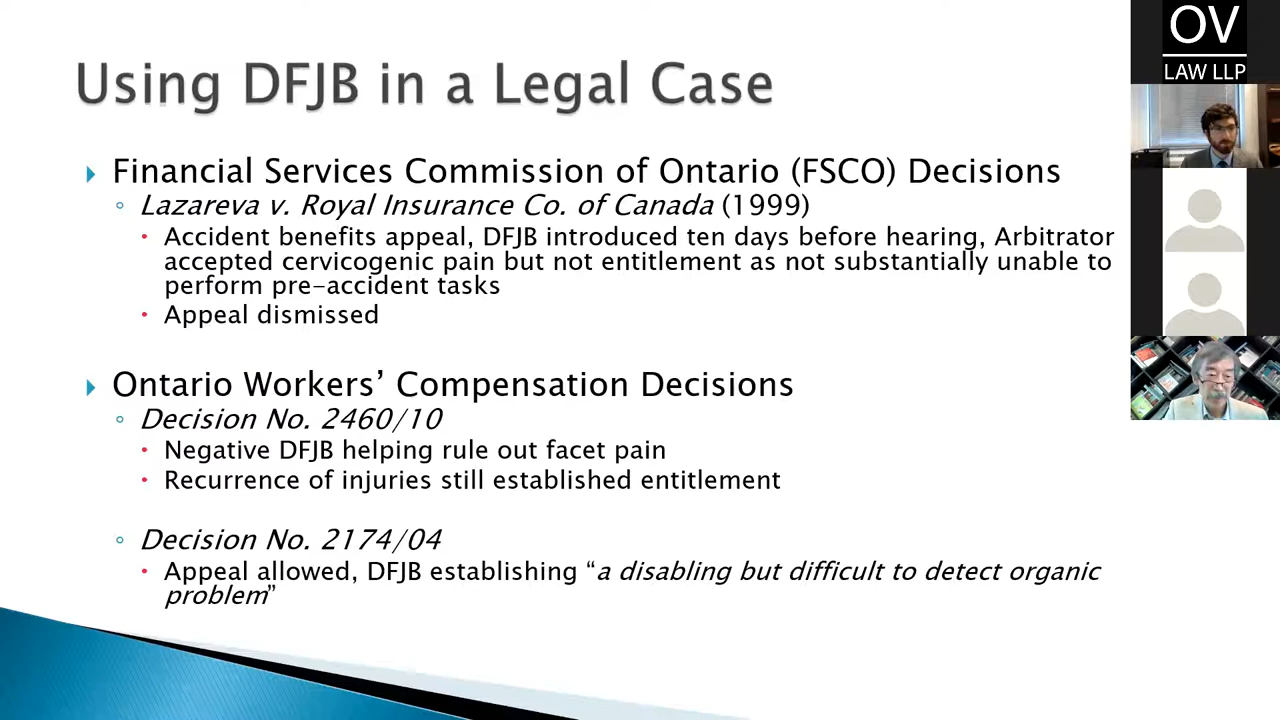 Using DFJB in a Legal Case
Financial Services Commission of Ontario (FSCO) Decisions
Lazareva v. Royal Insurance Co. of Canada (1999)
Accident benefits appeal, DFJB introduced ten days before hearing, Arbitrator
accepted cervicogenic pain but not entitlement as not substantially unable to
perform pre-accident tasks
Appeal dismissed
Ontario Workers’ Compensation Decisions
Decision No. 2460/10
Negative DFJB helping rule out facet pain
Recurrence of injuries still established entitlement
Decision No. 2174/04
Appeal allowed, DFJB establishing “a disabling but difficult to detect organic
problem”
OV
LAW LLP